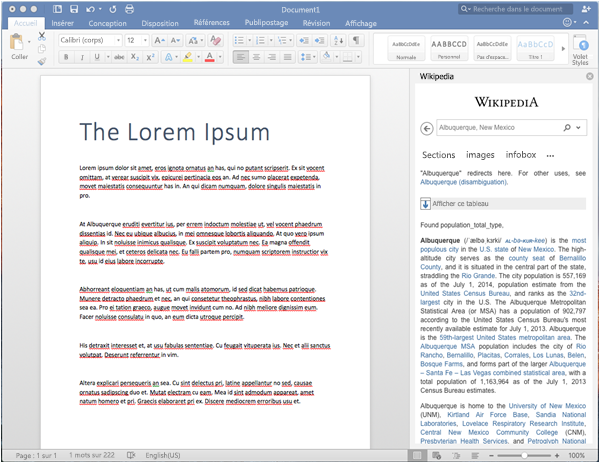 Document1
Recherche dans le document
Accueil Insérer Conception Disposition Références Publipostage Révision Affichage
Coller
Calibri (corps) 12
AaBbCcDdEe AABBCCD AaBbCcDdEe AaBbCcD
Normale Personnel Pas d'espace... Titre 1
Volet Styles
The Lorem Ipsum
Lorem ipsum dolor sit amet, eros ignota ornatus an has, qui no putant scripserit. Ex sit vocent
omittam, at verear suscipit vix, epicurei pertinacia eos an. Ad nec sumo placerat expetenda,
movet maiestatis consequuntur has in. An qui dicam numquam, dolore singulis maiestatis in
pro.
At Albuquerque eruditi evertitur ius, per errem indoctum molestiae ut, vel vocent phaedrum
dissentias id. Nec eu ubique albucius, in mei omnesque lobortis aliquando. At quo vero ipsum
aliquip. In sit noluisse inimicus qualisque. Ex suscipit voluptatum nec. Ea magna offendit
qualisque mei, et ceteros delicata nec. Eu falli partem pro, numquam scriptorem instructior vix
te, usu id eius labore incorrupte.
Abhorreant eloquentiam an has, ut cum malis atomorum, id sed dicat habemus patrioque.
Munere detracto phaedrum et nec, an qui consetetur theophrastus, nibh labore contentiones
sea ea. Pro ei tation graeco, augue movet invidunt cum no. Ad nibh meliore dignissim eum.
Facer noluisse consulatu in quo, an eum dicta utroque percipit.
His detraxit interesset et, at usu fabulas sententiae. Cu feugait vituperata ius. Nec et alii sanctus
volutpat. Deserunt referrentur in vim.
Altera explicari persequeris an sea. Cu sint delectus pri, latine appellantur no sed, causae
ornatus sadipscing duo et. Mutat electram cu eam. Mea id sint admodum appareat, amet
natum homero et pri. Graecis elaboraret pri ex. Discere mediocrem erroribus usu et.
Wikipedia
WIKIPEDIA
Albuquerque, New Mexico
Sections images infobox ...
"Albuquerque" redirects here. For other uses, see
Albuquerque (disambiguation).
Afficher ce tableau
Found population_total_type,
Albuquerque (/ˈælbəkɜrki/ AL-bə-kur-kee) is the most
populous city in the U.S. state of New Mexico. The high-
altitude city serves as the county seat of Bernalillo
County, and it is situated in the central part of the state,
straddling the Rio Grande. The city population is 557,169
as of the July 1, 2014, population estimate from the
United States Census Bureau, and ranks as the 32nd-
largest city in the U.S. The Albuquerque Metropolitan
Statistical Area (or MSA) has a population of 902,797
according to the United States Census Bureau's most
recently available estimate for July 1, 2013. Albuquerque
is the 59th-largest United States metropolitan area. The
Albuquerque MSA population includes the city of Rio
Rancho, Bernalillo, Placitas, Corrales, Los Lunas, Belen,
Bosque Farms, and forms part of the larger Albuquerque
– Santa Fe – Las Vegas combined statistical area, with a
total population of 1,163,964 as of the July 1, 2013
Census Bureau estimates.
Albuquerque is home to the University of New Mexico
(UNM), Kirtland Air Force Base, Sandia National
Laboratories, Lovelace Respiratory Research Institute,
Central New Mexico Community College (CNM),
Presbyterian Health Services, and Petroglyph National
Page : 1 sur 1 1 mots sur 222 English(US) 100%